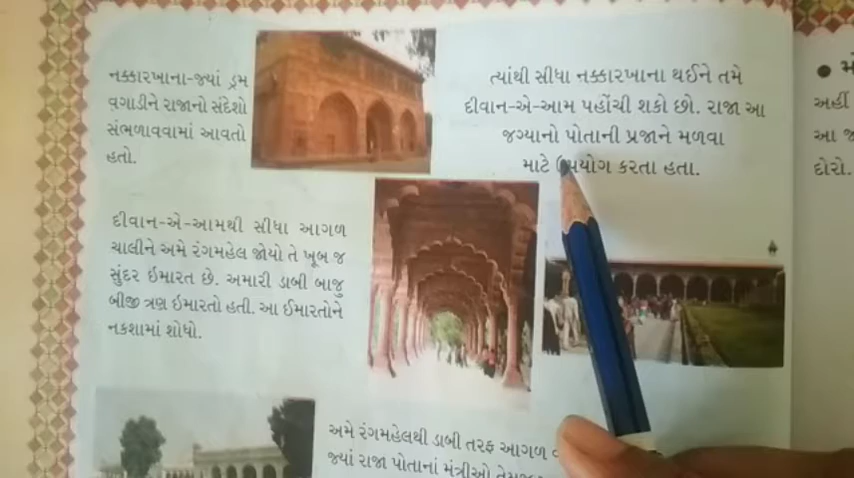 નક્કારખાના-જ્યાં ડ્રમ
વગાડીને રાજાનો સંદેશો
સંભળાવવામાં આવતો
હતો.
ત્યાંથી સીધા નક્કારખાના થઈને તમે
દીવાન-એ-આમ પહોંચી શકો છો. રાજા આ
જગ્યાનો પોતાની પ્રજાને મળવા
માટે ઉપયોગ કરતા હતા.
દીવાન-એ-આમથી સીધા આગળ
ચાલીને અમે રંગમહેલ જોયો તે ખૂબ જ
સુંદર ઈમારત છે. અમારી ડાબી બાજુ
બીજી ત્રણ ઇમારતો હતી. આ ઈમારતોને
નકશામાં શોધો.
અમે રંગમહેલથી ડાબી તરફ આગળ
જ્યાં રાજા પોતાનાં મંત્રીઓ
અહીં
આ
દોરો.